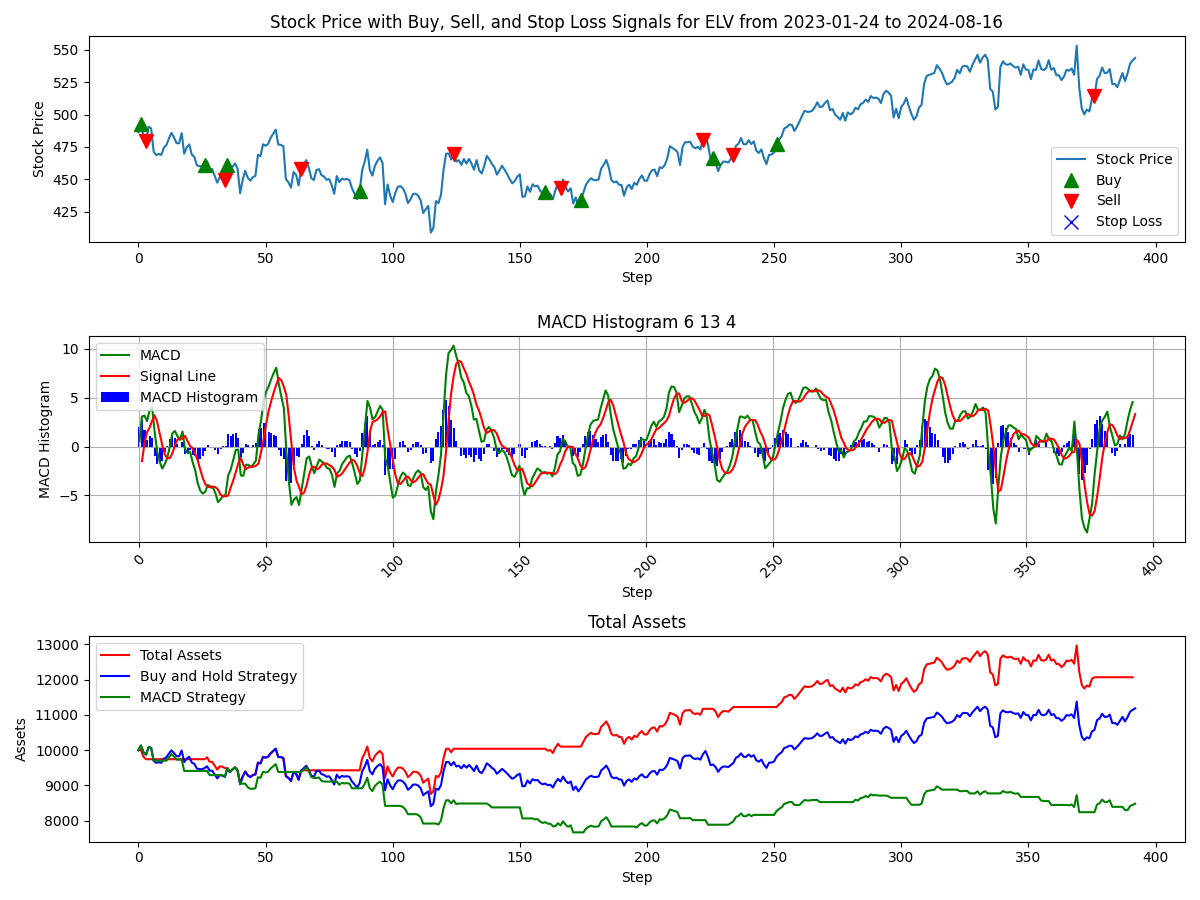 Stock Price with Buy, Sell, and Stop Loss Signals for ELV from 2023-01-24 to 2024-08-16
Stock Price
550
525
500
475
450
425
Stock Price
Buy
Sell
Stop Loss
0 50 100 150 200 250 300 350 400
Step
MACD Histogram 6 13 4
MACD Histogram
10
5
0
−5
MACD
Signal Line
MACD Histogram
0 50 100 150 200 250 300 350 400
Step
Total Assets
Assets
13000
12000
11000
10000
9000
8000
Total Assets
Buy and Hold Strategy
MACD Strategy
0 50 100 150 200 250 300 350 400
Step